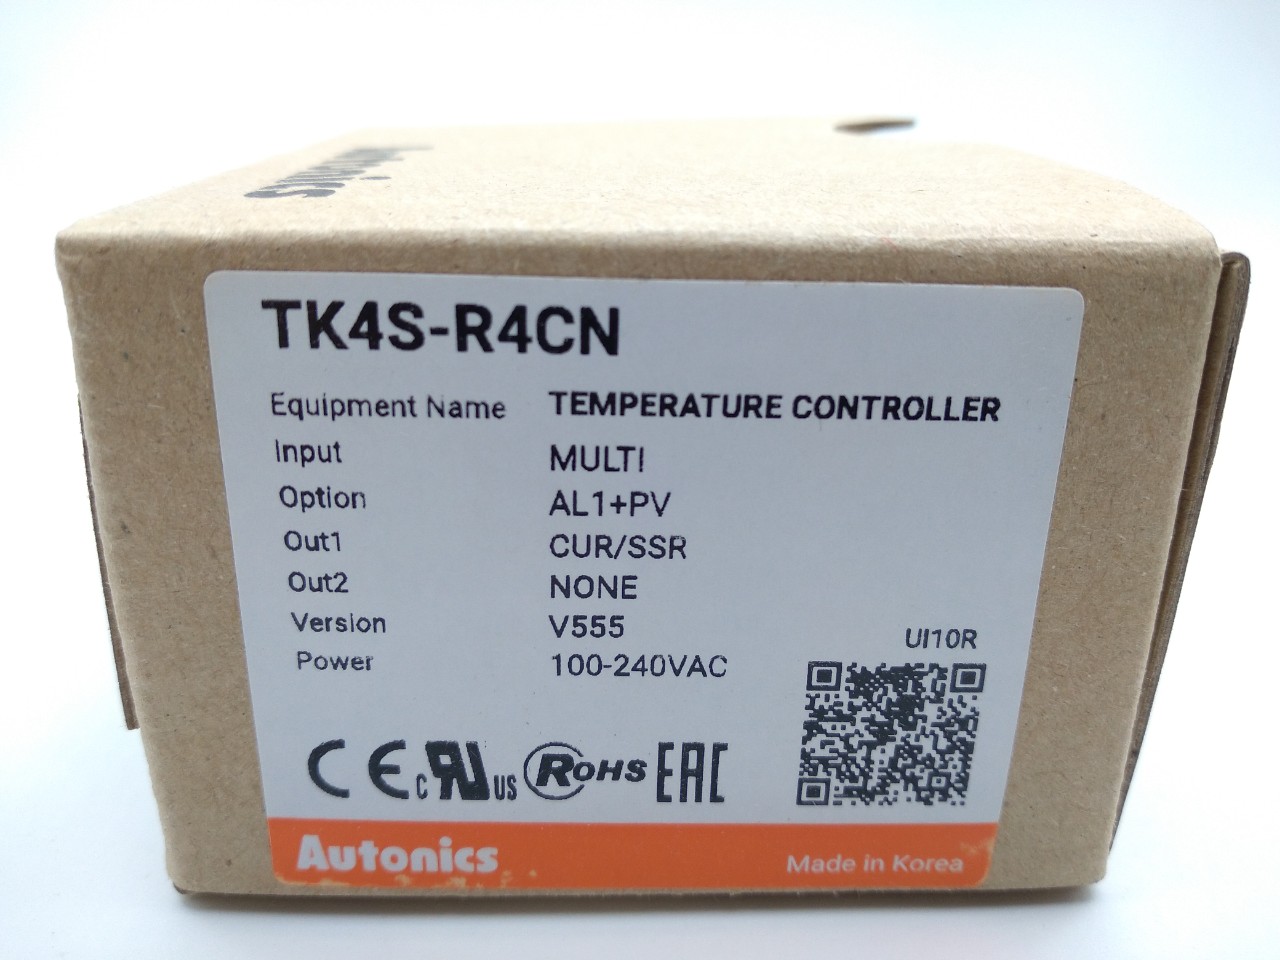 Autonics
TK4S-R4CN
Equipment Name TEMPERATURE CONTROLLER
Input MULTI
Option AL1+PV
Out1 CUR/SSR
Out2 NONE
Version V555
Power 100-240VAC
UI10R
CE c RU us RoHS EAC
Autonics
Made in Korea